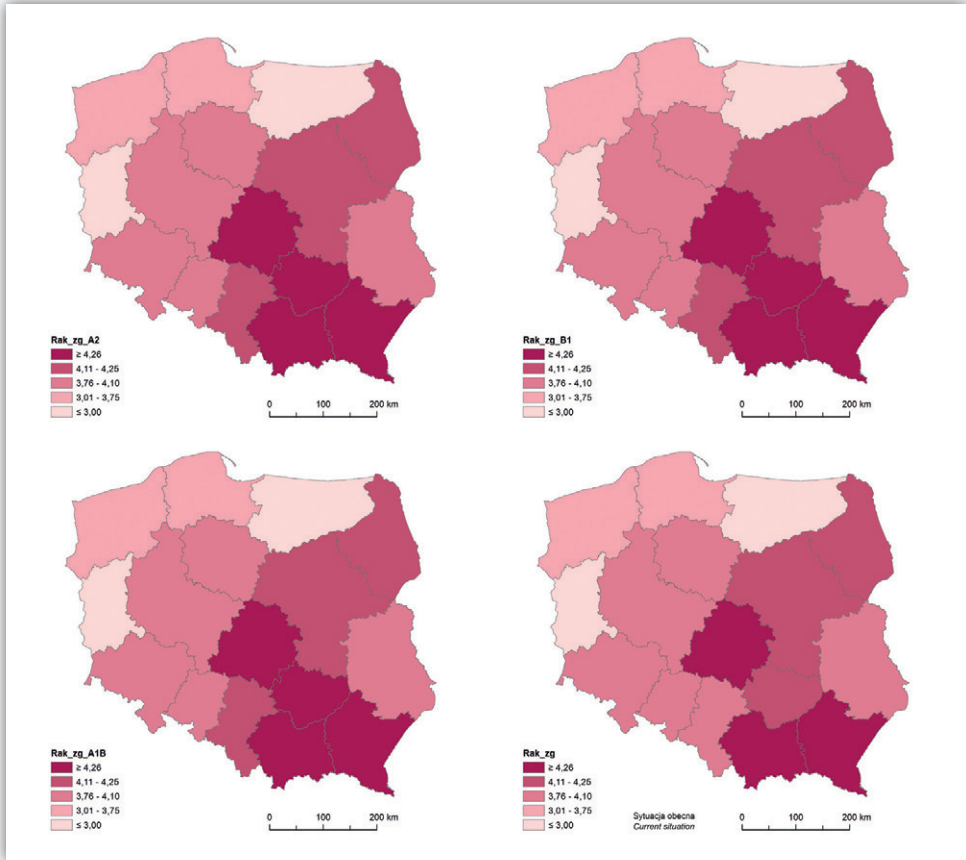 Rak_zg_A2
≥ 4,26
4,11 - 4,25
3,76 - 4,10
3,01 - 3,75
≤ 3,00
0 100 200 km
Rak_zg_B1
≥ 4,26
4,11 - 4,25
3,76 - 4,10
3,01 - 3,75
≤ 3,00
0 100 200 km
Rak_zg_A1B
≥ 4,26
4,11 - 4,25
3,76 - 4,10
3,01 - 3,75
≤ 3,00
0 100 200 km
Rak_zg
≥ 4,26
4,11 - 4,25
3,76 - 4,10
3,01 - 3,75
≤ 3,00
Sytuacja obecna
Current situation
0 100 200 km